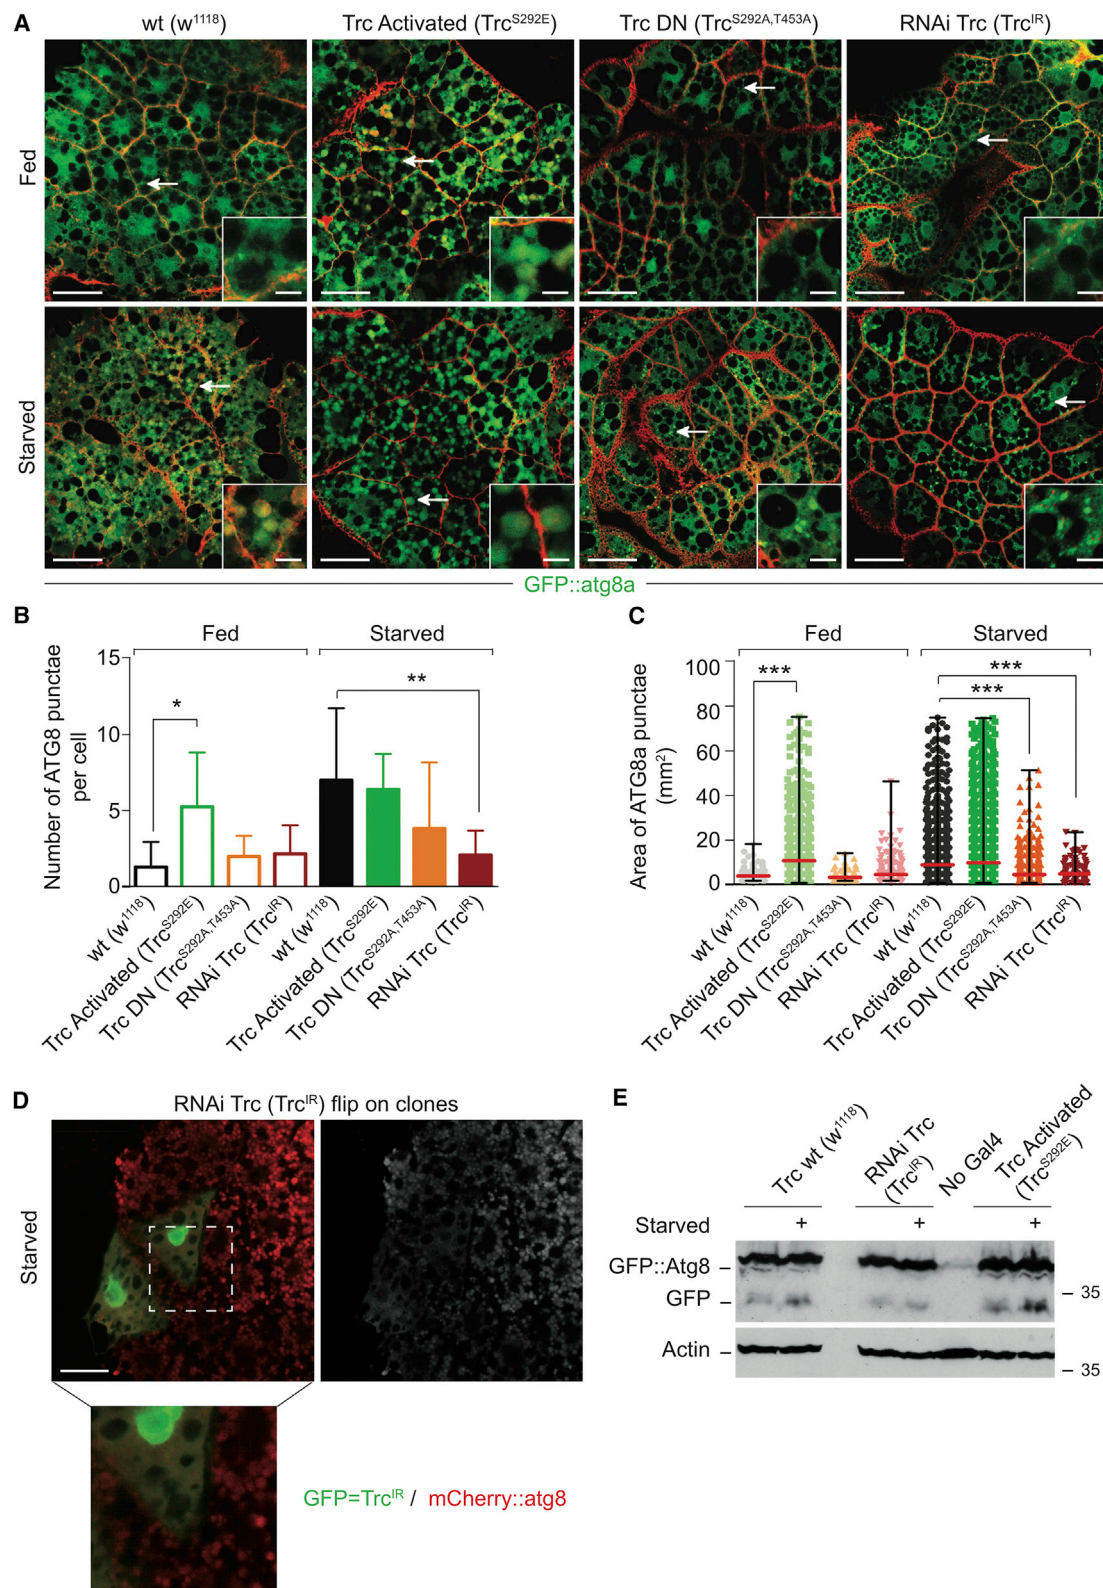 A
wt (w1118)
Trc Activated (TrcS292E)
Trc DN (TrcS292A,T453A)
RNAi Trc (TrcIR)
Fed
Starved
GFP::atg8a
B
Fed
Starved
Number of ATG8 punctae
per cell
15
10
5
0
*
**
wt (w1118)
Trc Activated (TrcS292E)
Trc DN (TrcS292A,T453A)
RNAi Trc (TrcIR)
wt (w1118)
Trc Activated (TrcS292E)
Trc DN (TrcS292A,T453A)
RNAi Trc (TrcIR)
C
Fed
Starved
Area of ATG8a punctae
(mm2)
100
80
60
40
20
0
***
***
***
wt (w1118)
Trc Activated (TrcS292E)
Trc DN (TrcS292A,T453A)
RNAi Trc (TrcIR)
wt (w1118)
Trc Activated (TrcS292E)
Trc DN (TrcS292A,T453A)
RNAi Trc (TrcIR)
D
RNAi Trc (TrcIR) flip on clones
Starved
GFP=TrcIR / mCherry::atg8
E
Trc wt (w1118)
RNAi Trc
(TrcIR)
No Gal4
Trc Activated
(TrcS292E)
Starved + + +
GFP::Atg8
35
GFP
Actin
35